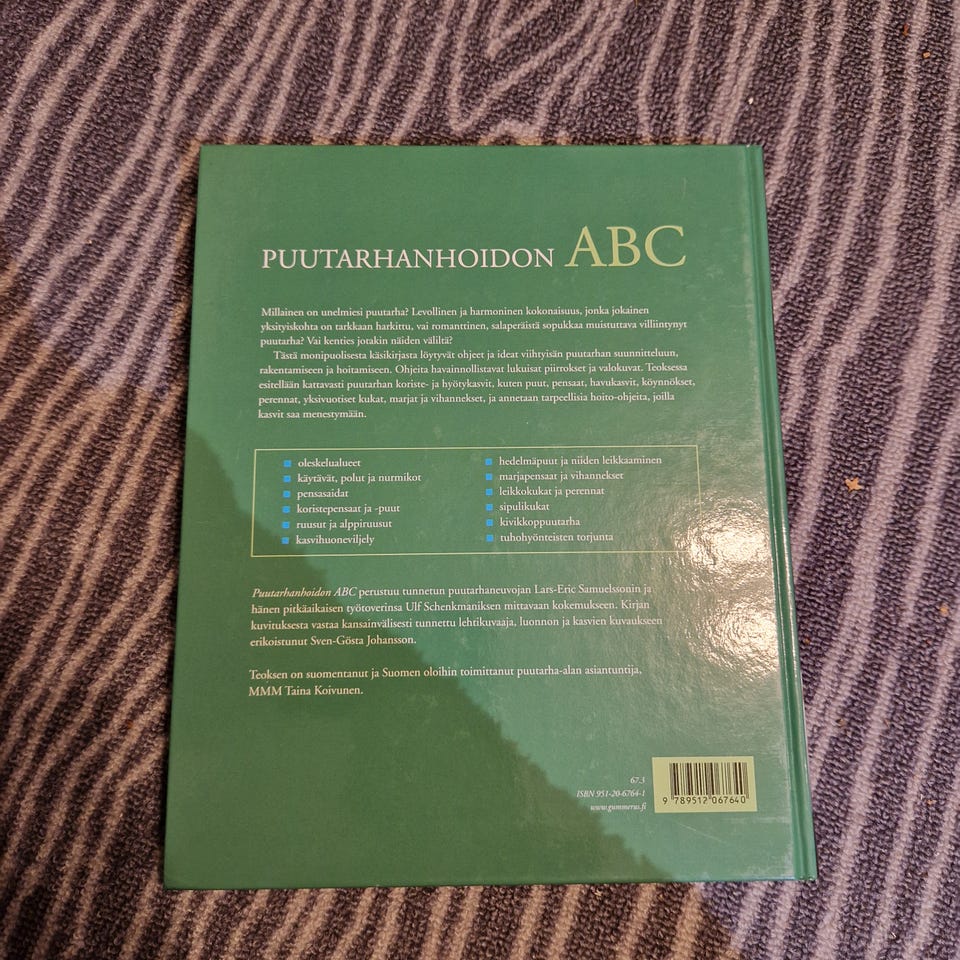 PUUTARHANHOIDON ABC
Millainen on unelmiesi puutarha? Levollinen ja harmoninen kokonaisuus, jonka jokainen
yksityiskohta on tarkkaan harkittu, vai romanttinen, salaperäistä sopukkaa muistuttava villiintynyt
puutarha? Vai kenties jotakin näiden väliltä?
Tästä monipuolisesta käsikirjasta löytyvät ohjeet ja ideat viihtyisän puutarhan suunnitteluun,
rakentamiseen ja hoitamiseen. Ohjeita havainnollistavat lukuisat piirrokset ja valokuvat. Teoksessa
esitellään kattavasti puutarhan koriste- ja hyötykasvit, kuten puut, pensaat, havukasvit, köynnökset,
perennat, yksivuotiset kukat, marjat ja vihannekset, ja annetaan tarpeellisia hoito-ohjeita, joilla
kasvit saa menestymään.
oleskelualueet
käytävät, polut ja nurmikot
pensasaidat
koristepensaat ja -puut
ruusut ja alppiruusut
kasvihuoneviljely
hedelmäpuut ja niiden leikkaaminen
marjapensaat ja vihannekset
leikkokukat ja perennat
sipulikukat
kivikkoppuutarha
tuhohyönteisten torjunta
Puutarhanhoidon ABC perustuu tunnetun puutarhaneuvojan Lars-Eric Samuelssonin ja
hänen pitkäaikaisen työtoverinsa Ulf Schenkmaniksen mittavaan kokemukseen. Kirjan
kuvituksesta vastaa kansainvälisesti tunnettu lehtikuvaaja, luonnon ja kasvien kuvaukseen
erikoistunut Sven-Gösta Johansson.
Teoksen on suomentanut ja Suomen oloihin toimittanut puutarha-alan asiantuntija,
MMM Taina Koivunen.
67.3
ISBN 951-20-6764-1
www.gummerus.fi
9 789512 067640